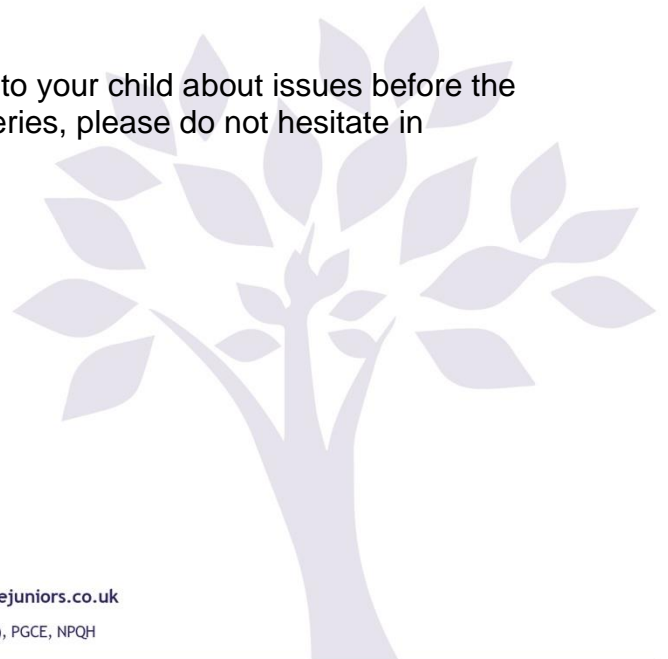 to your child about issues before the
eries, please do not hesitate in
ejuniors.co.uk
, PGCE, NPQH